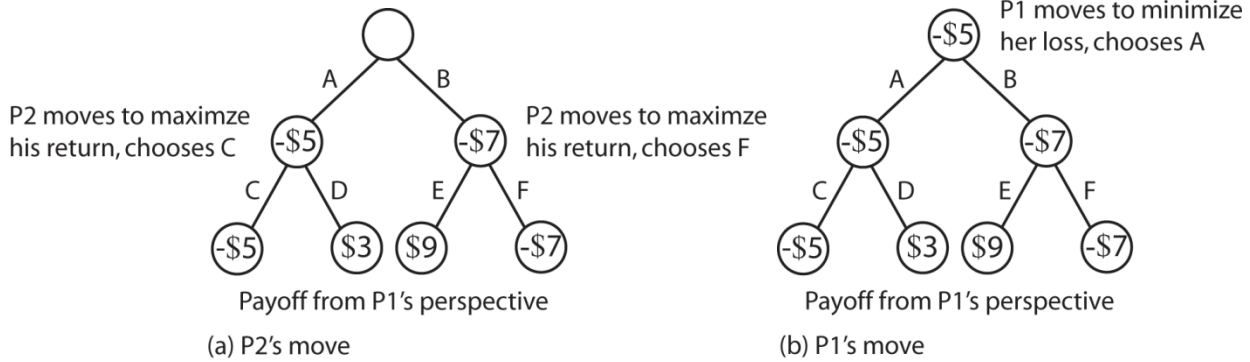 P1 moves to minimize
her loss, chooses A
-$5
A B
A B
P2 moves to maximze
his return, chooses C
-$5
-$7
P2 moves to maximze
his return, chooses F
-$5
-$7
C D E F
C D E F
-$5 $3 $9 -$7
-$5 $3 $9 -$7
Payoff from P1's perspective
Payoff from P1's perspective
(a) P2's move
(b) P1's move